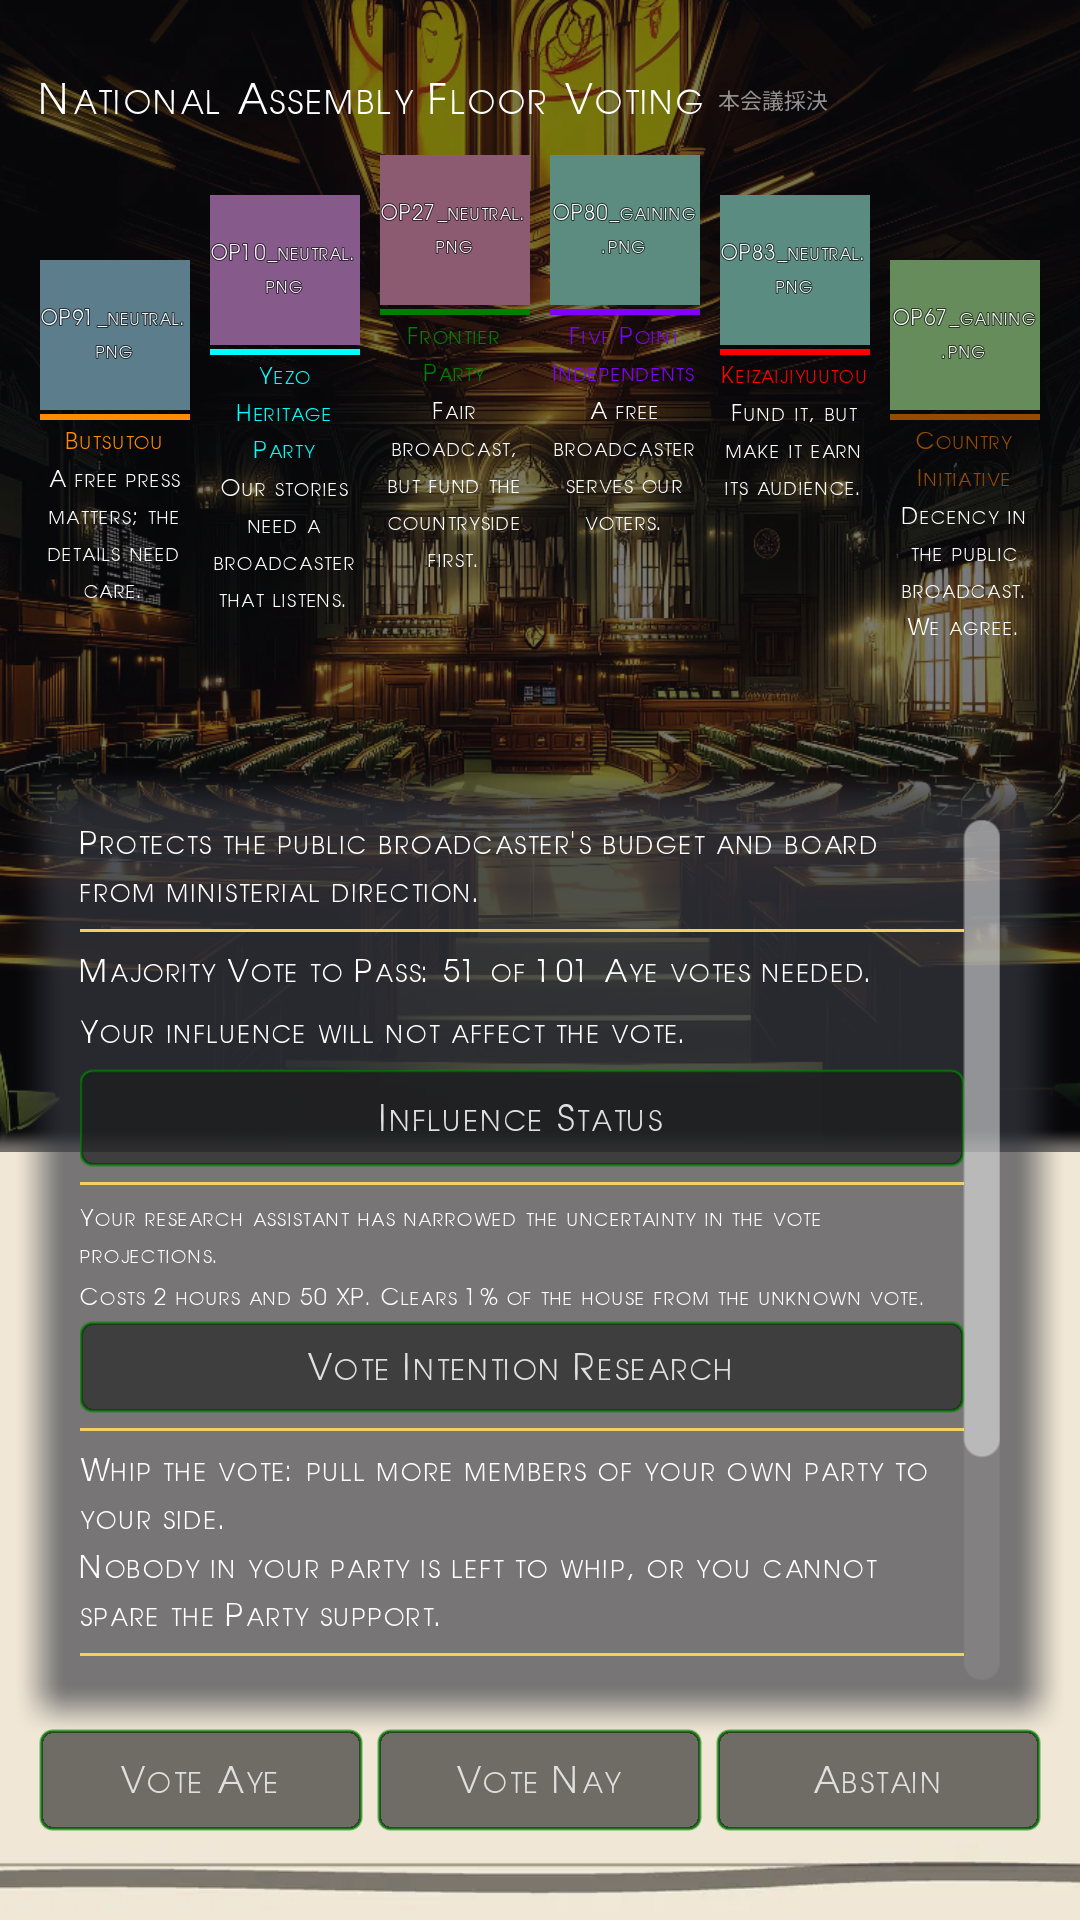 National Assembly Floor Voting 本会議採決
OP91_neutral.
png
Butsutou
A free press
matters; the
details need
care.
OP10_neutral.
png
Yezo
Heritage
Party
Our stories
need a
broadcaster
that listens.
OP27_neutral.
png
Frontier
Party
Fair
broadcast,
but fund the
countryside
first.
OP80_gaining
.png
Five Point
Independents
A free
broadcaster
serves our
voters.
OP83_neutral.
png
Keizaijiyuutou
Fund it, but
make it earn
its audience.
OP67_gaining
.png
Country
Initiative
Decency in
the public
broadcast.
We agree.
Protects the public broadcaster's budget and board
from ministerial direction.
Majority Vote to Pass: 51 of 101 Aye votes needed.
Your influence will not affect the vote.
Influence Status
Your research assistant has narrowed the uncertainty in the vote
projections.
Costs 2 hours and 50 XP. Clears 1% of the house from the unknown vote.
Vote Intention Research
Whip the vote: pull more members of your own party to
your side.
Nobody in your party is left to whip, or you cannot
spare the Party support.
Vote Aye
Vote Nay
Abstain